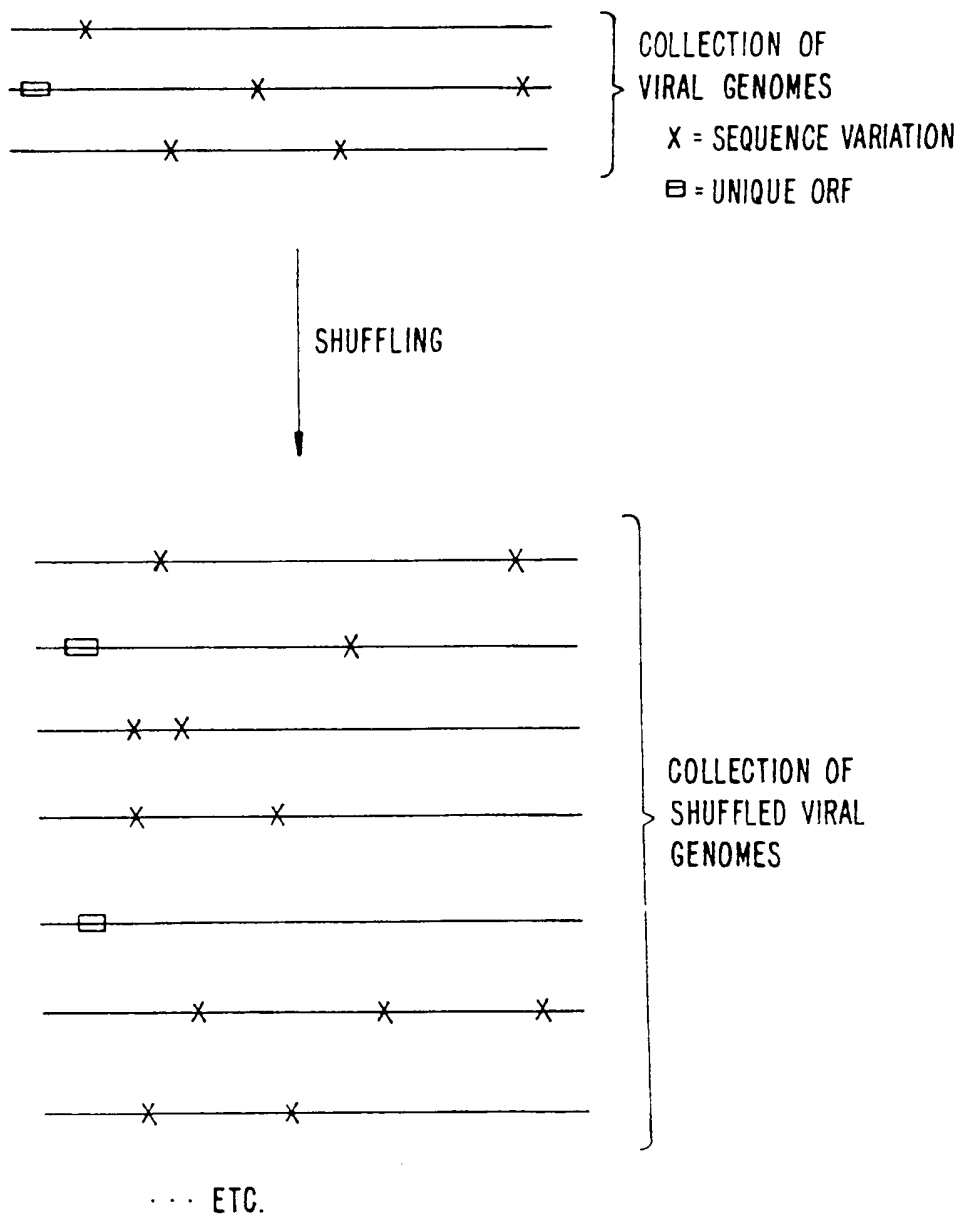 COLLECTION OF
VIRAL GENOMES
X = SEQUENCE VARIATION
= UNIQUE ORF
SHUFFLING
COLLECTION OF
SHUFFLED VIRAL
GENOMES
... ETC.